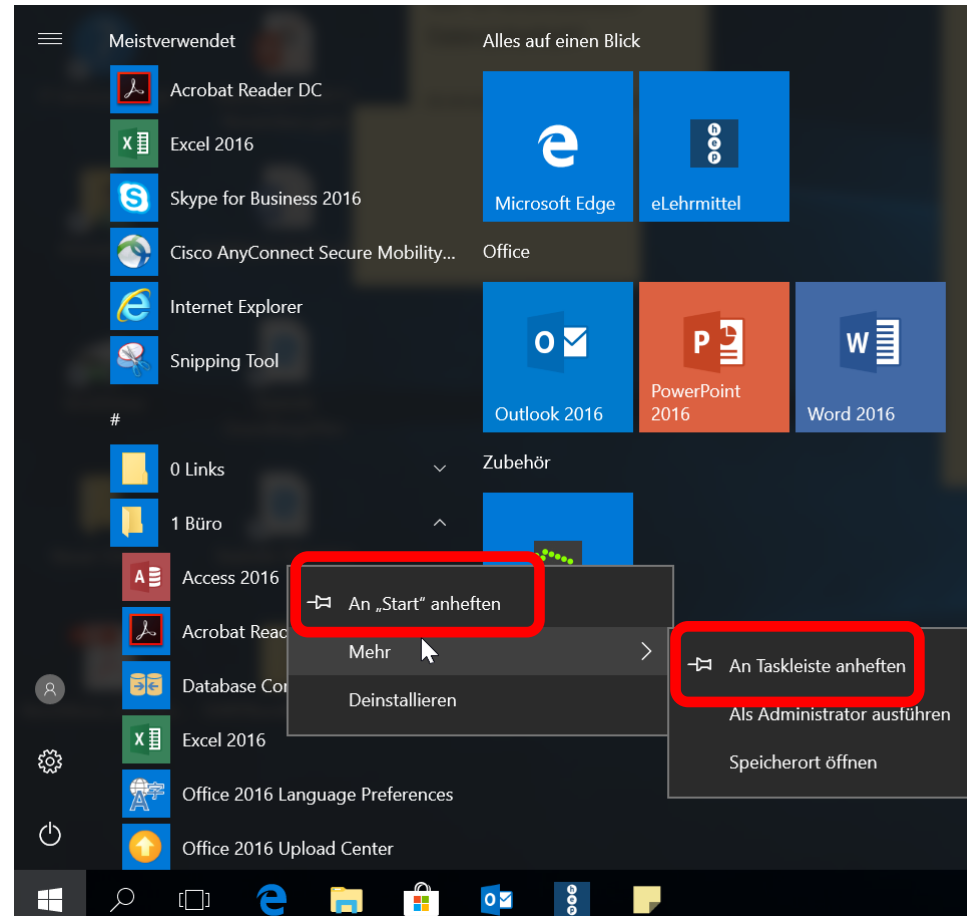 Meistverwendet
Acrobat Reader DC
Excel 2016
Skype for Business 2016
Cisco AnyConnect Secure Mobility...
Internet Explorer
Snipping Tool
#
0 Links
1 Büro
Access 2016
Acrobat Reac
Database Cor
Excel 2016
Office 2016 Language Preferences
Office 2016 Upload Center
Alles auf einen Blick
Microsoft Edge
hep
eLehrmittel
Office
Outlook 2016
PowerPoint
2016
Word 2016
Zubehör
An „Start“ anheften
Mehr
Deinstallieren
An Taskleiste anheften
Als Administrator ausführen
Speicherort öffnen